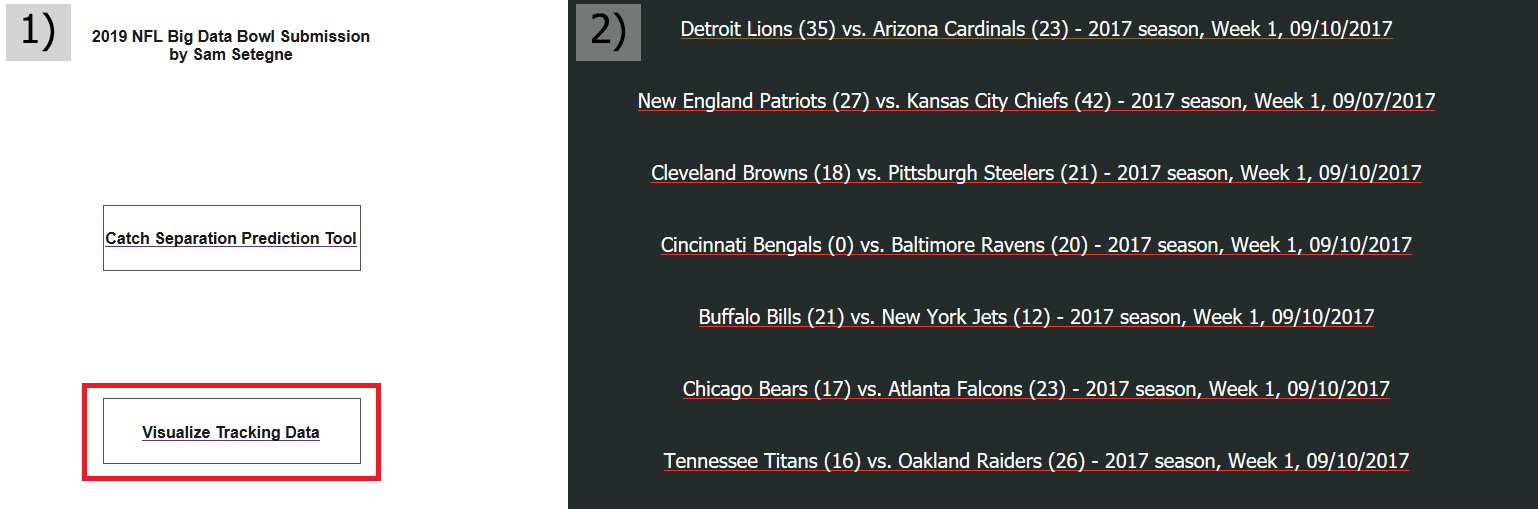 1)
2019 NFL Big Data Bowl Submission
by Sam Setegne
Catch Separation Prediction Tool
Visualize Tracking Data
2)
Detroit Lions (35) vs. Arizona Cardinals (23) - 2017 season, Week 1, 09/10/2017
New England Patriots (27) vs. Kansas City Chiefs (42) - 2017 season, Week 1, 09/07/2017
Cleveland Browns (18) vs. Pittsburgh Steelers (21) - 2017 season, Week 1, 09/10/2017
Cincinnati Bengals (0) vs. Baltimore Ravens (20) - 2017 season, Week 1, 09/10/2017
Buffalo Bills (21) vs. New York Jets (12) - 2017 season, Week 1, 09/10/2017
Chicago Bears (17) vs. Atlanta Falcons (23) - 2017 season, Week 1, 09/10/2017
Tennessee Titans (16) vs. Oakland Raiders (26) - 2017 season, Week 1, 09/10/2017